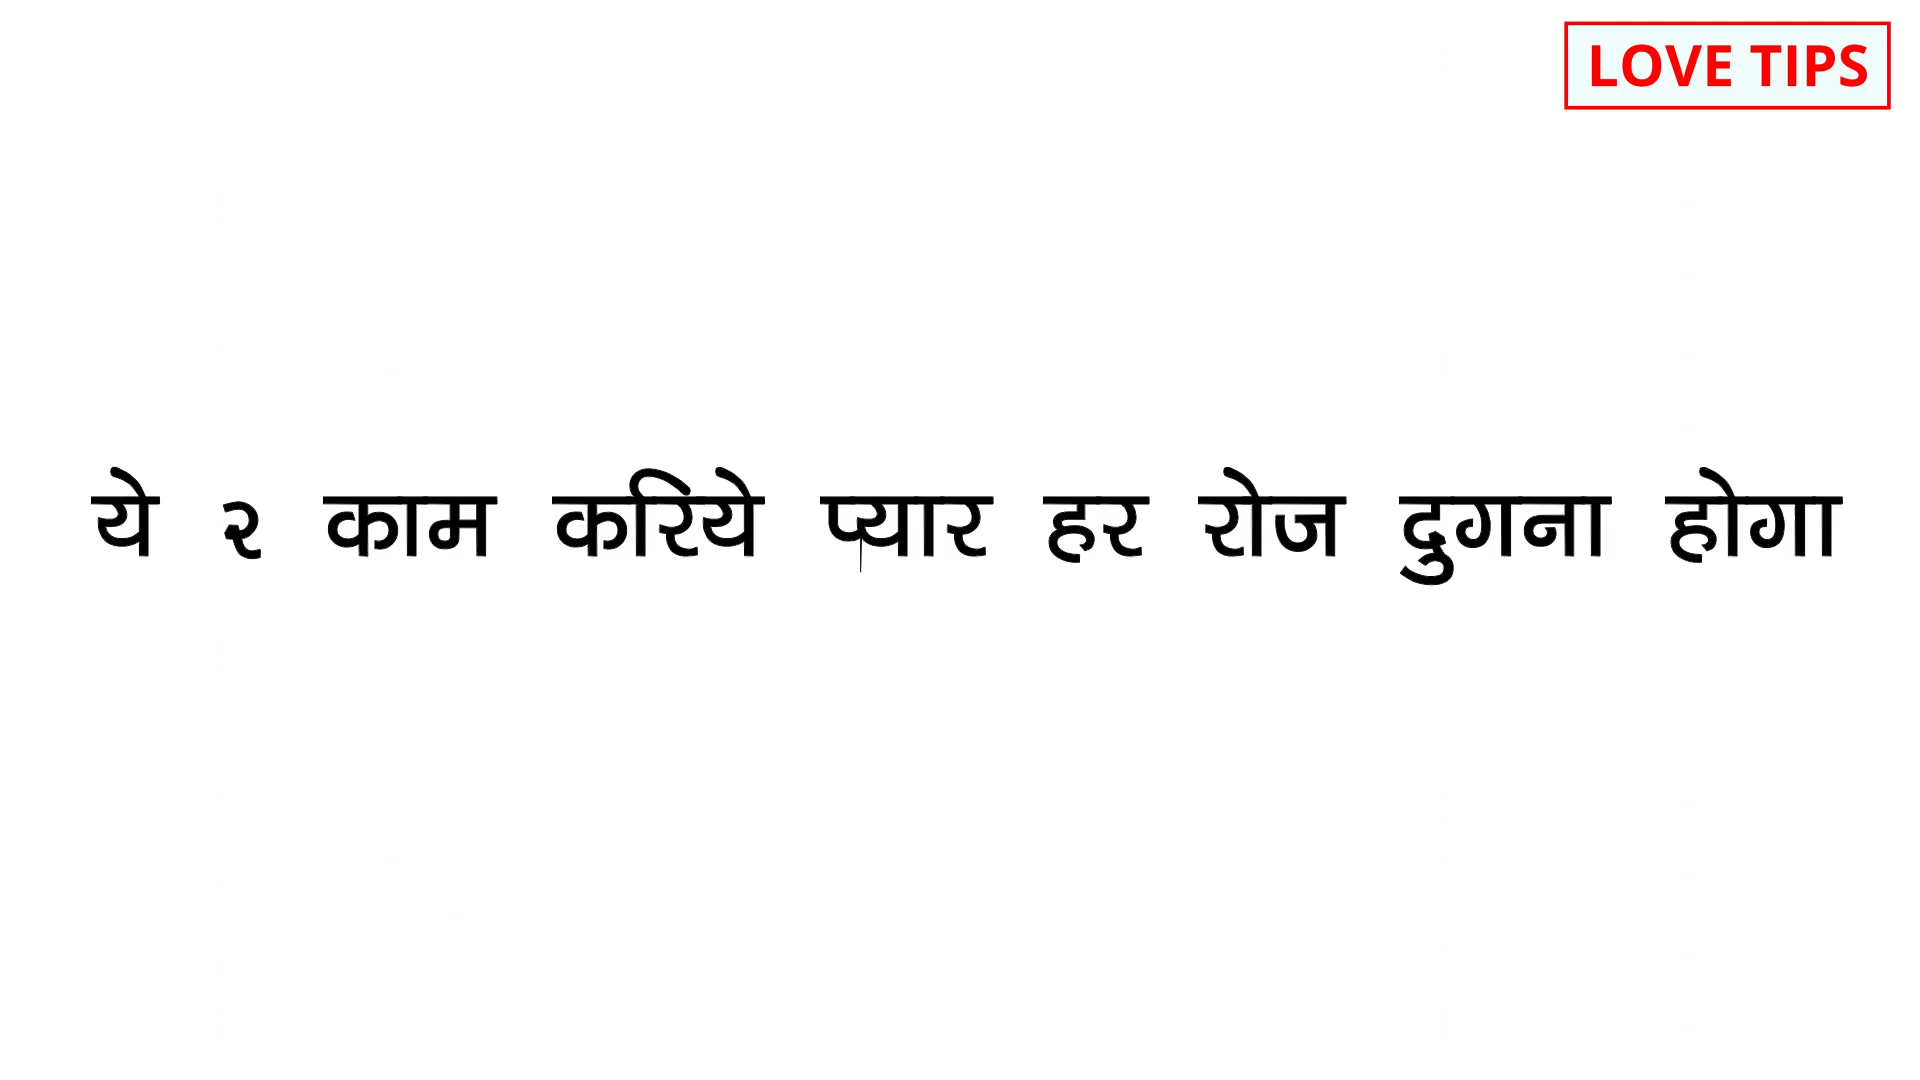 LOVE TIPS
ये २ काम करिये प्यार हर रोज दुगना होगा